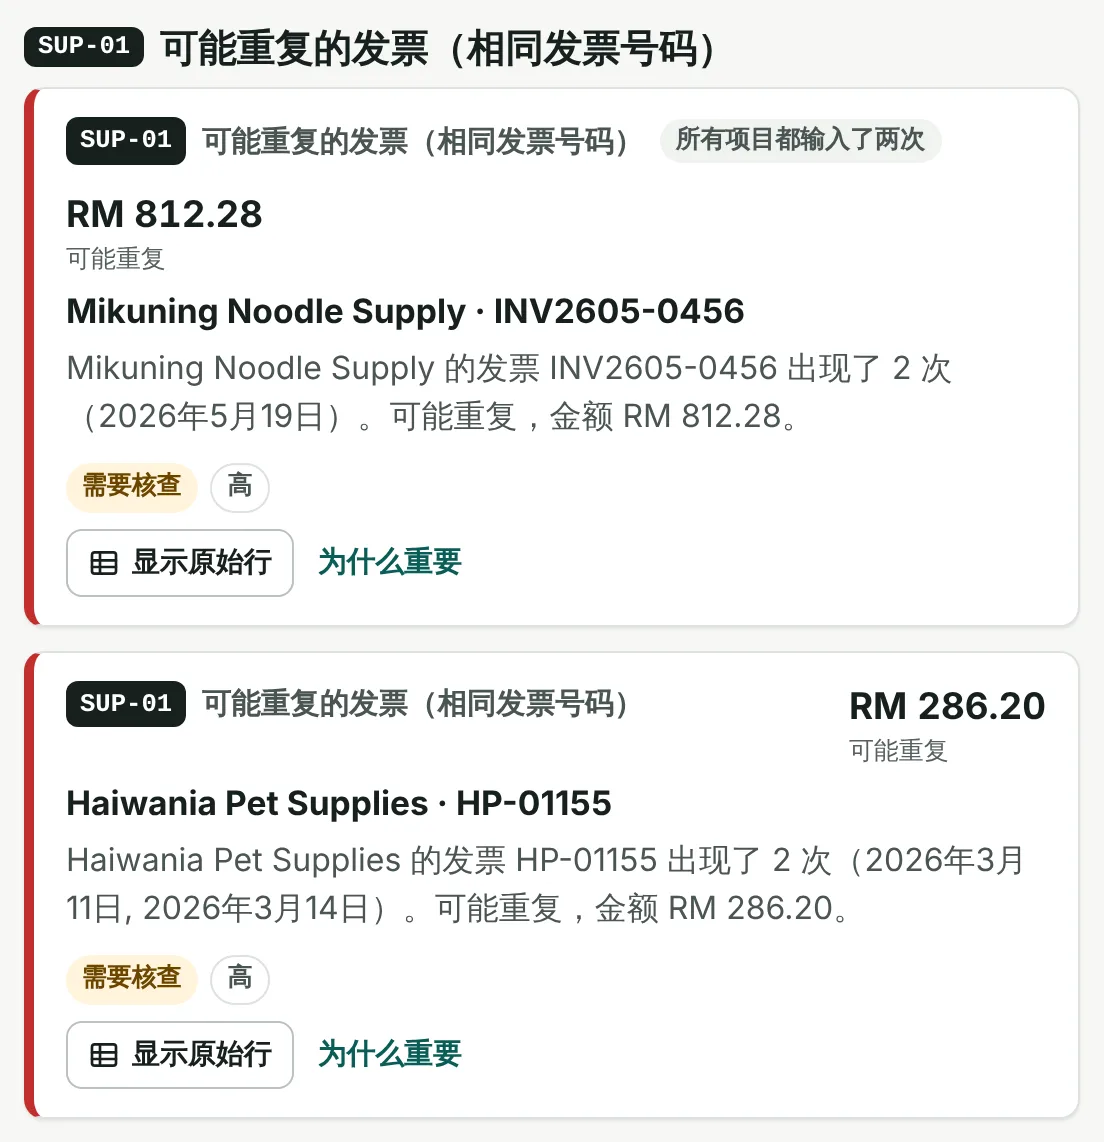 SUP-01 可能重复的发票（相同发票号码）
SUP-01 可能重复的发票（相同发票号码） 所有项目都输入了两次
RM 812.28
可能重复
Mikuning Noodle Supply · INV2605-0456
Mikuning Noodle Supply 的发票 INV2605-0456 出现了 2 次
（2026年5月19日）。可能重复，金额 RM 812.28。
需要核查 高
显示原始行 为什么重要
SUP-01 可能重复的发票（相同发票号码） RM 286.20
可能重复
Haiwania Pet Supplies · HP-01155
Haiwania Pet Supplies 的发票 HP-01155 出现了 2 次（2026年3月
11日, 2026年3月14日）。可能重复，金额 RM 286.20。
需要核查 高
显示原始行 为什么重要